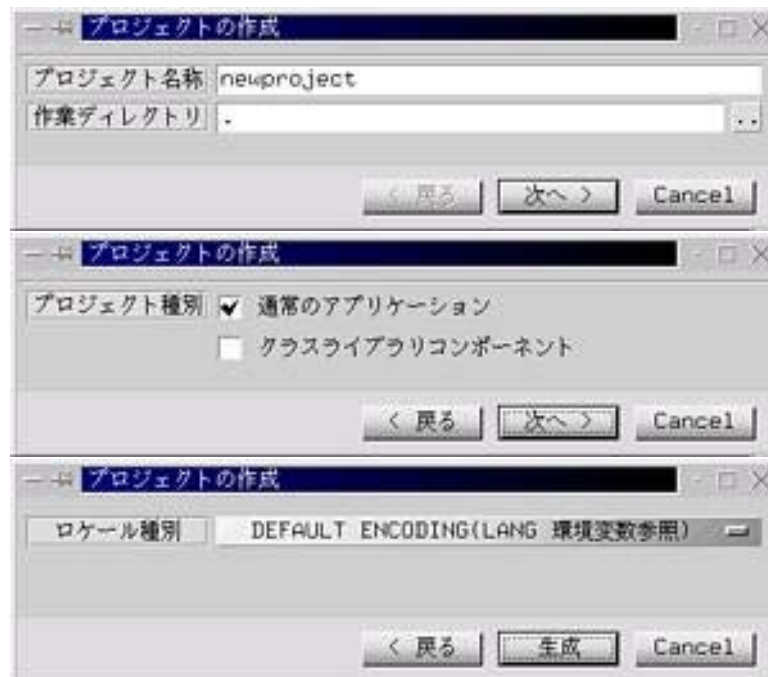 プロジェクトの作成
プロジェクト名称 newproject
作業ディレクトリ . ..
< 戻る 次へ > Cancel
プロジェクトの作成
プロジェクト種別 通常のアプリケーション
クラスライブラリコンポーネント
< 戻る 次へ > Cancel
プロジェクトの作成
ロケール種別 DEFAULT ENCODING(LANG 環境変数参照)
< 戻る 生成 Cancel